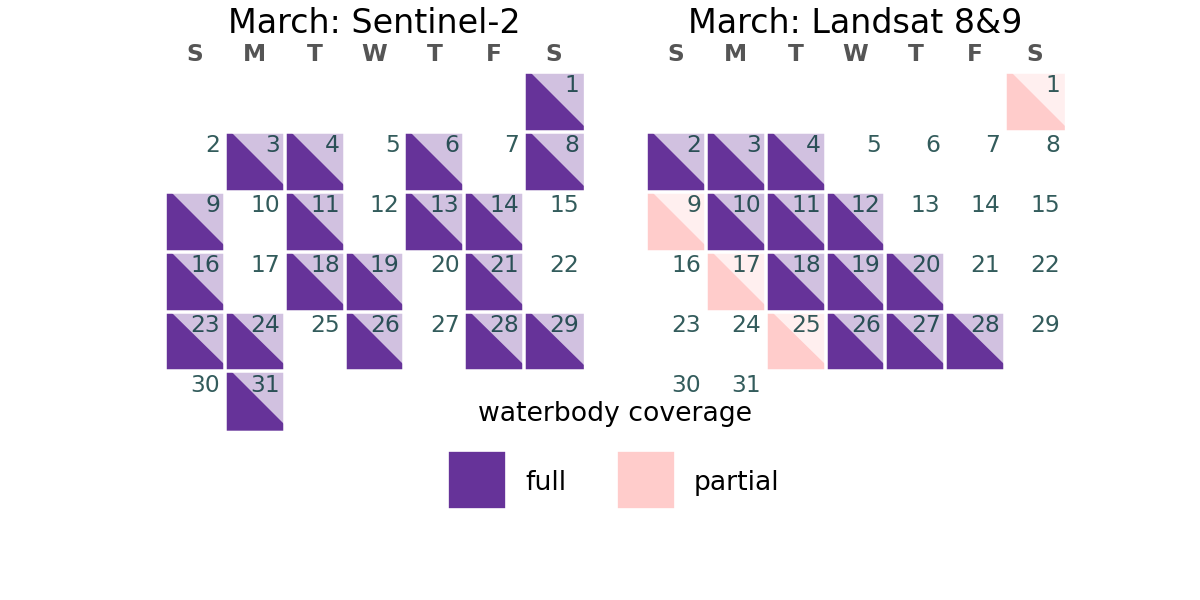 March: Sentinel-2
S M T W T F S
1
2 3 4 5 6 7 8
9 10 11 12 13 14 15
16 17 18 19 20 21 22
23 24 25 26 27 28 29
30 31
March: Landsat 8&9
S M T W T F S
1
2 3 4 5 6 7 8
9 10 11 12 13 14 15
16 17 18 19 20 21 22
23 24 25 26 27 28 29
30 31
waterbody coverage
full
partial